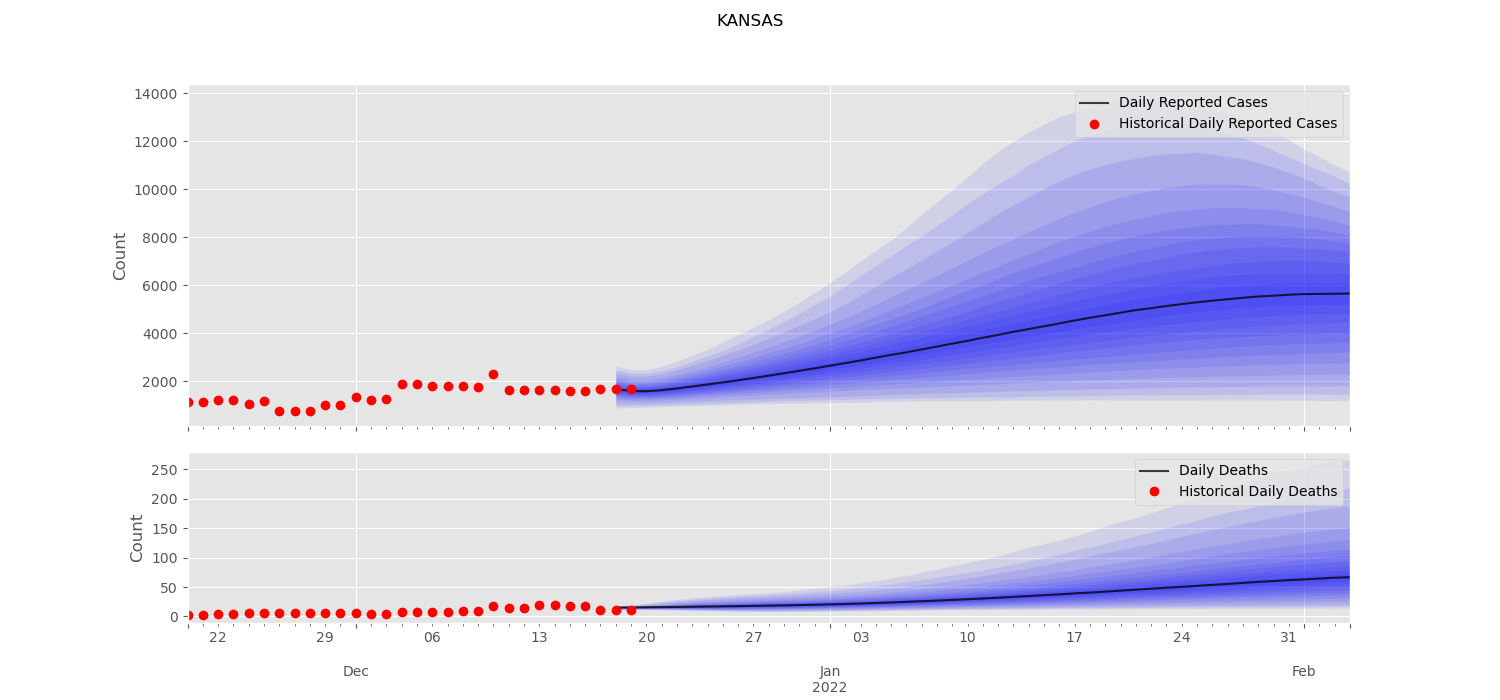 KANSAS
14000
12000
10000
8000
6000
4000
2000
Count
Daily Reported Cases
Historical Daily Reported Cases
250
200
150
100
50
0
Count
Daily Deaths
Historical Daily Deaths
22 29 06 13 20 27 03 10 17 24 31
Dec Jan Feb
2022